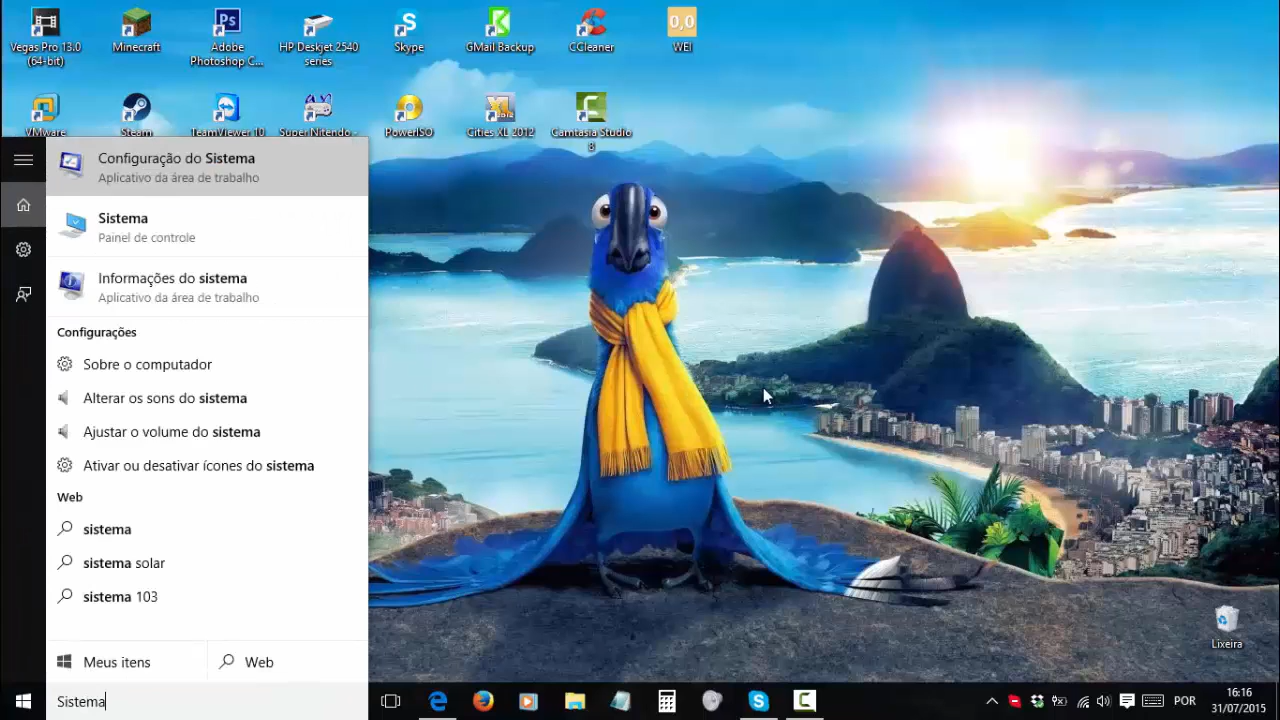 Vegas Pro 13.0
(64-bit)
Minecraft
Adobe
Photoshop C...
HP Deskjet 2540
series
Skype
GMail Backup
CCleaner
0,0
WEI
VMware
Steam
TeamViewer 10
Super Nintendo -
PowerISO
Cities XL 2012
Camtasia Studio
8
Configuração do Sistema
Aplicativo da área de trabalho
Sistema
Painel de controle
Informações do sistema
Aplicativo da área de trabalho
Configurações
Sobre o computador
Alterar os sons do sistema
Ajustar o volume do sistema
Ativar ou desativar ícones do sistema
Web
sistema
sistema solar
sistema 103
Meus itens
Web
Sistema
Lixeira
POR
16:16
31/07/2015